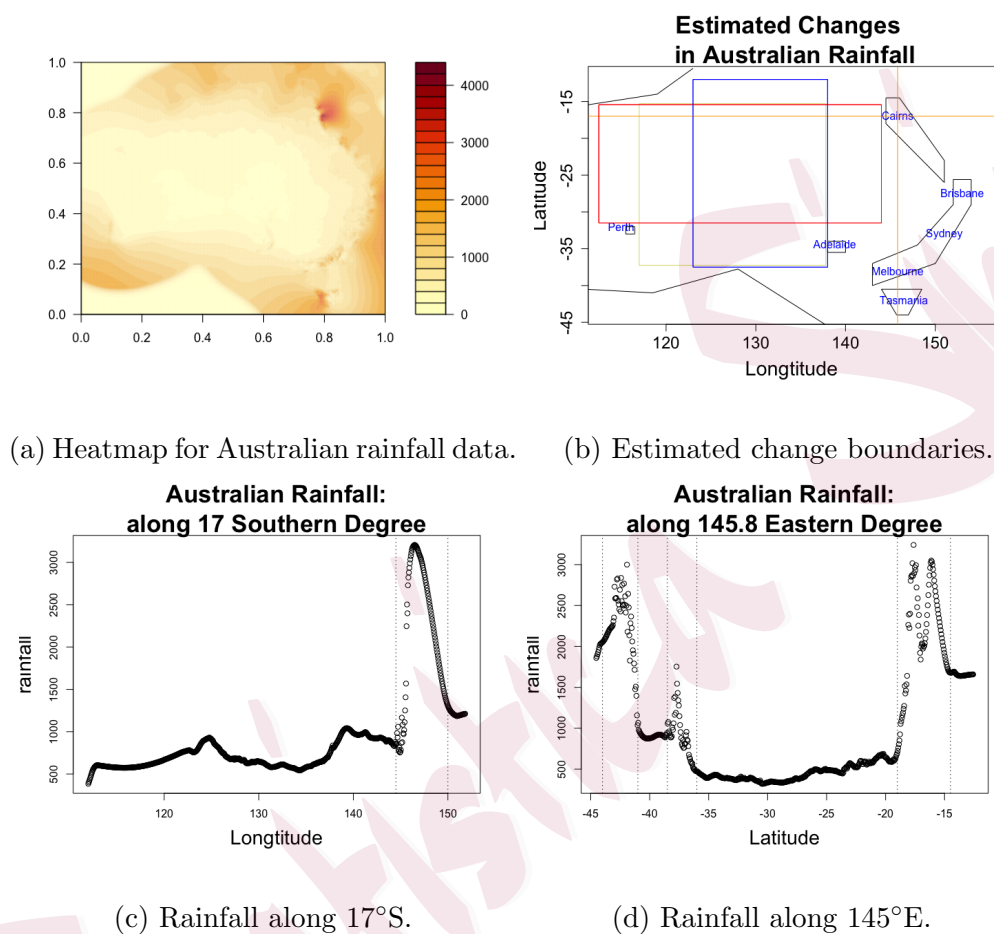 1.0
0.8
0.6
0.4
0.2
0.0
0.0 0.2 0.4 0.6 0.8 1.0
4000
3000
2000
1000
0
(a) Heatmap for Australian rainfall data.
Estimated Changes
in Australian Rainfall
Latitude
-15
-25
-35
-45
Cairns
Brisbane
Perth
Sydney
Adelaide
Melbourne
Tasmania
120 130 140 150
Longtitude
(b) Estimated change boundaries.
Australian Rainfall:
along 17 Southern Degree
rainfall
3000
2500
2000
1500
1000
500
120 130 140 150
Longtitude
(c) Rainfall along 17°S.
Australian Rainfall:
along 145.8 Eastern Degree
rainfall
3000
2500
2000
1500
1000
500
-45 -40 -35 -30 -25 -20 -15
Latitude
(d) Rainfall along 145°E.